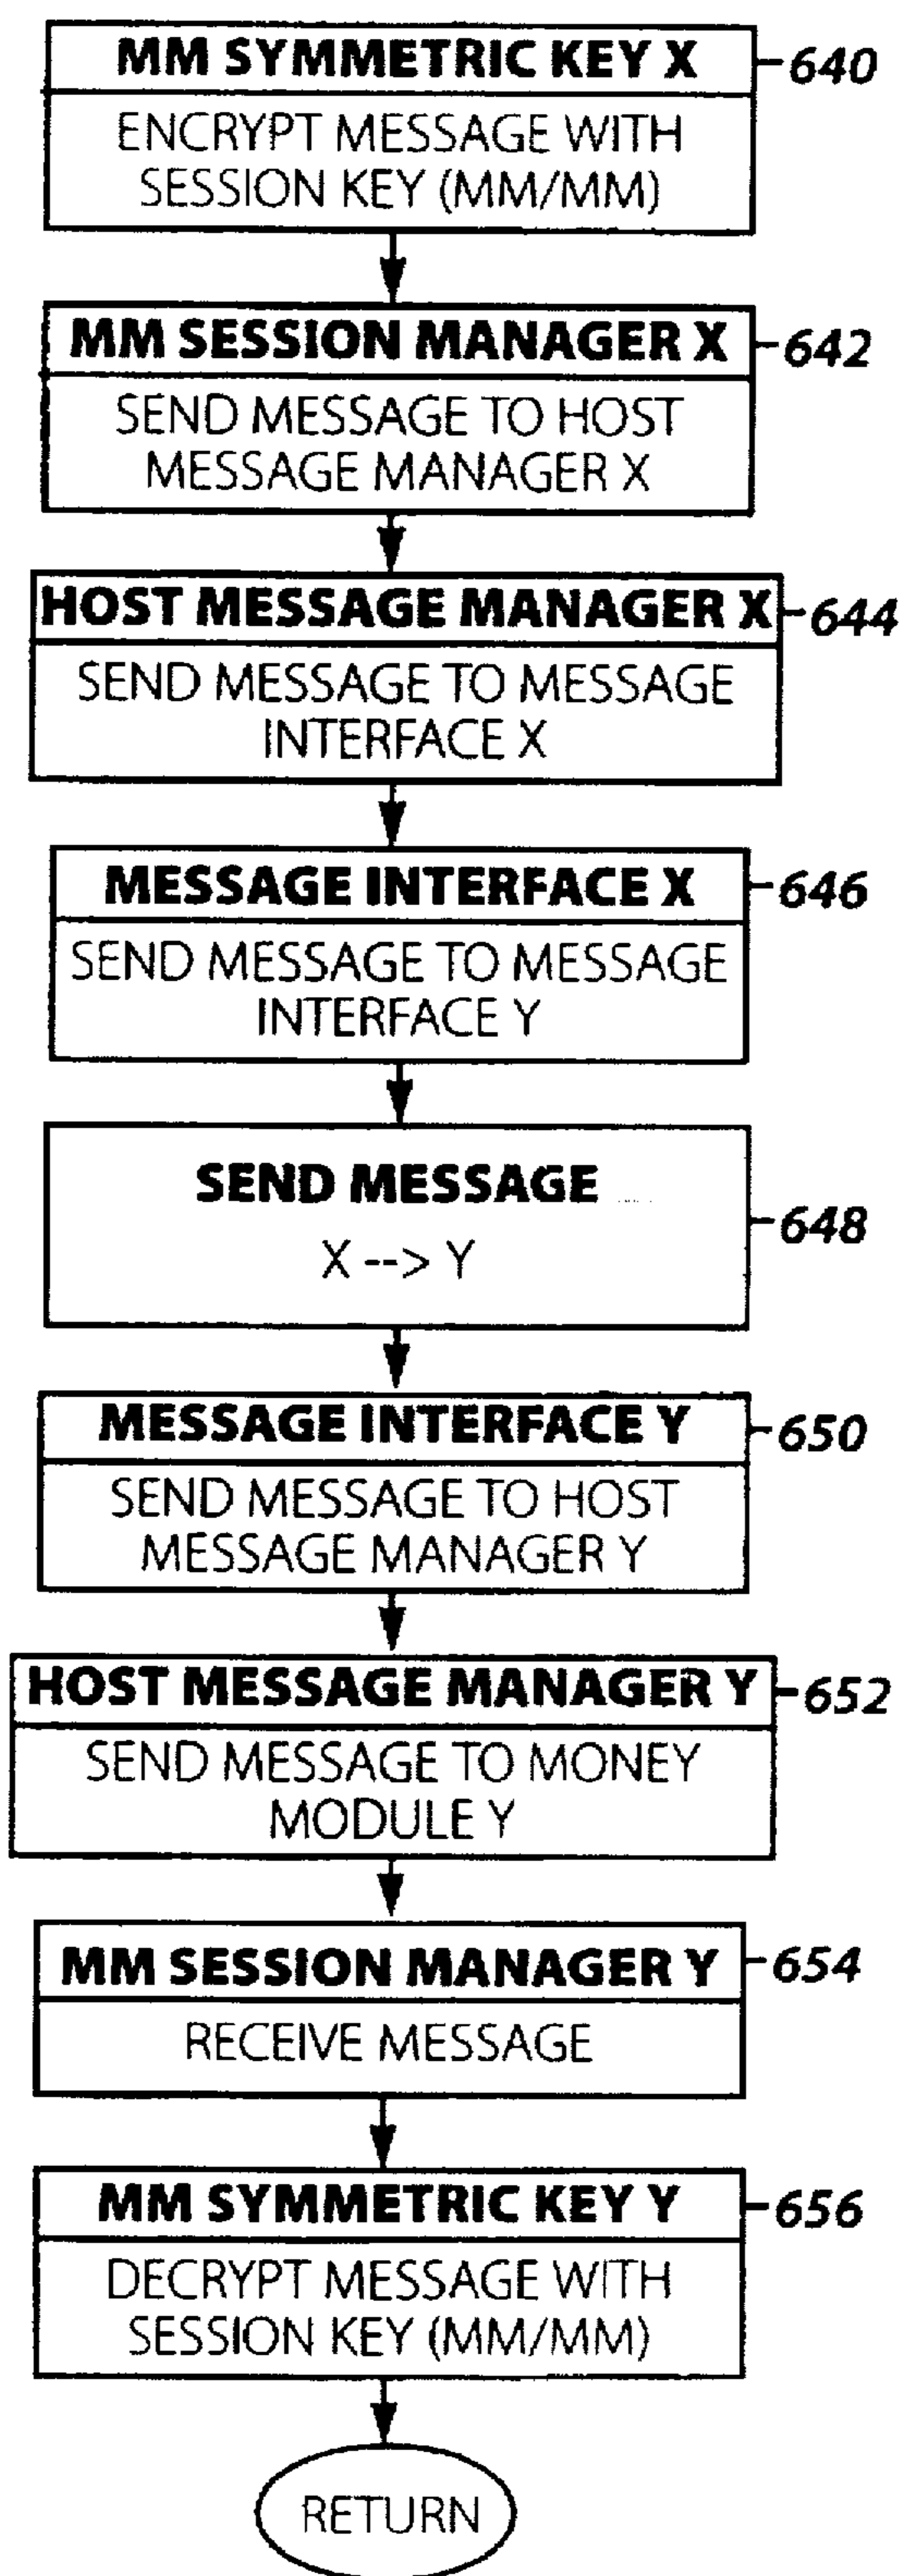 MM SYMMETRIC KEY X
640
ENCRYPT MESSAGE WITH
SESSION KEY (MM/MM)
MM SESSION MANAGER X
642
SEND MESSAGE TO HOST
MESSAGE MANAGER X
HOST MESSAGE MANAGER X
644
SEND MESSAGE TO MESSAGE
INTERFACE X
MESSAGE INTERFACE X
646
SEND MESSAGE TO MESSAGE
INTERFACE Y
SEND MESSAGE
648
X --> Y
MESSAGE INTERFACE Y
650
SEND MESSAGE TO HOST
MESSAGE MANAGER Y
HOST MESSAGE MANAGER Y
652
SEND MESSAGE TO MONEY
MODULE Y
MM SESSION MANAGER Y
654
RECEIVE MESSAGE
MM SYMMETRIC KEY Y
656
DECRYPT MESSAGE WITH
SESSION KEY (MM/MM)
RETURN